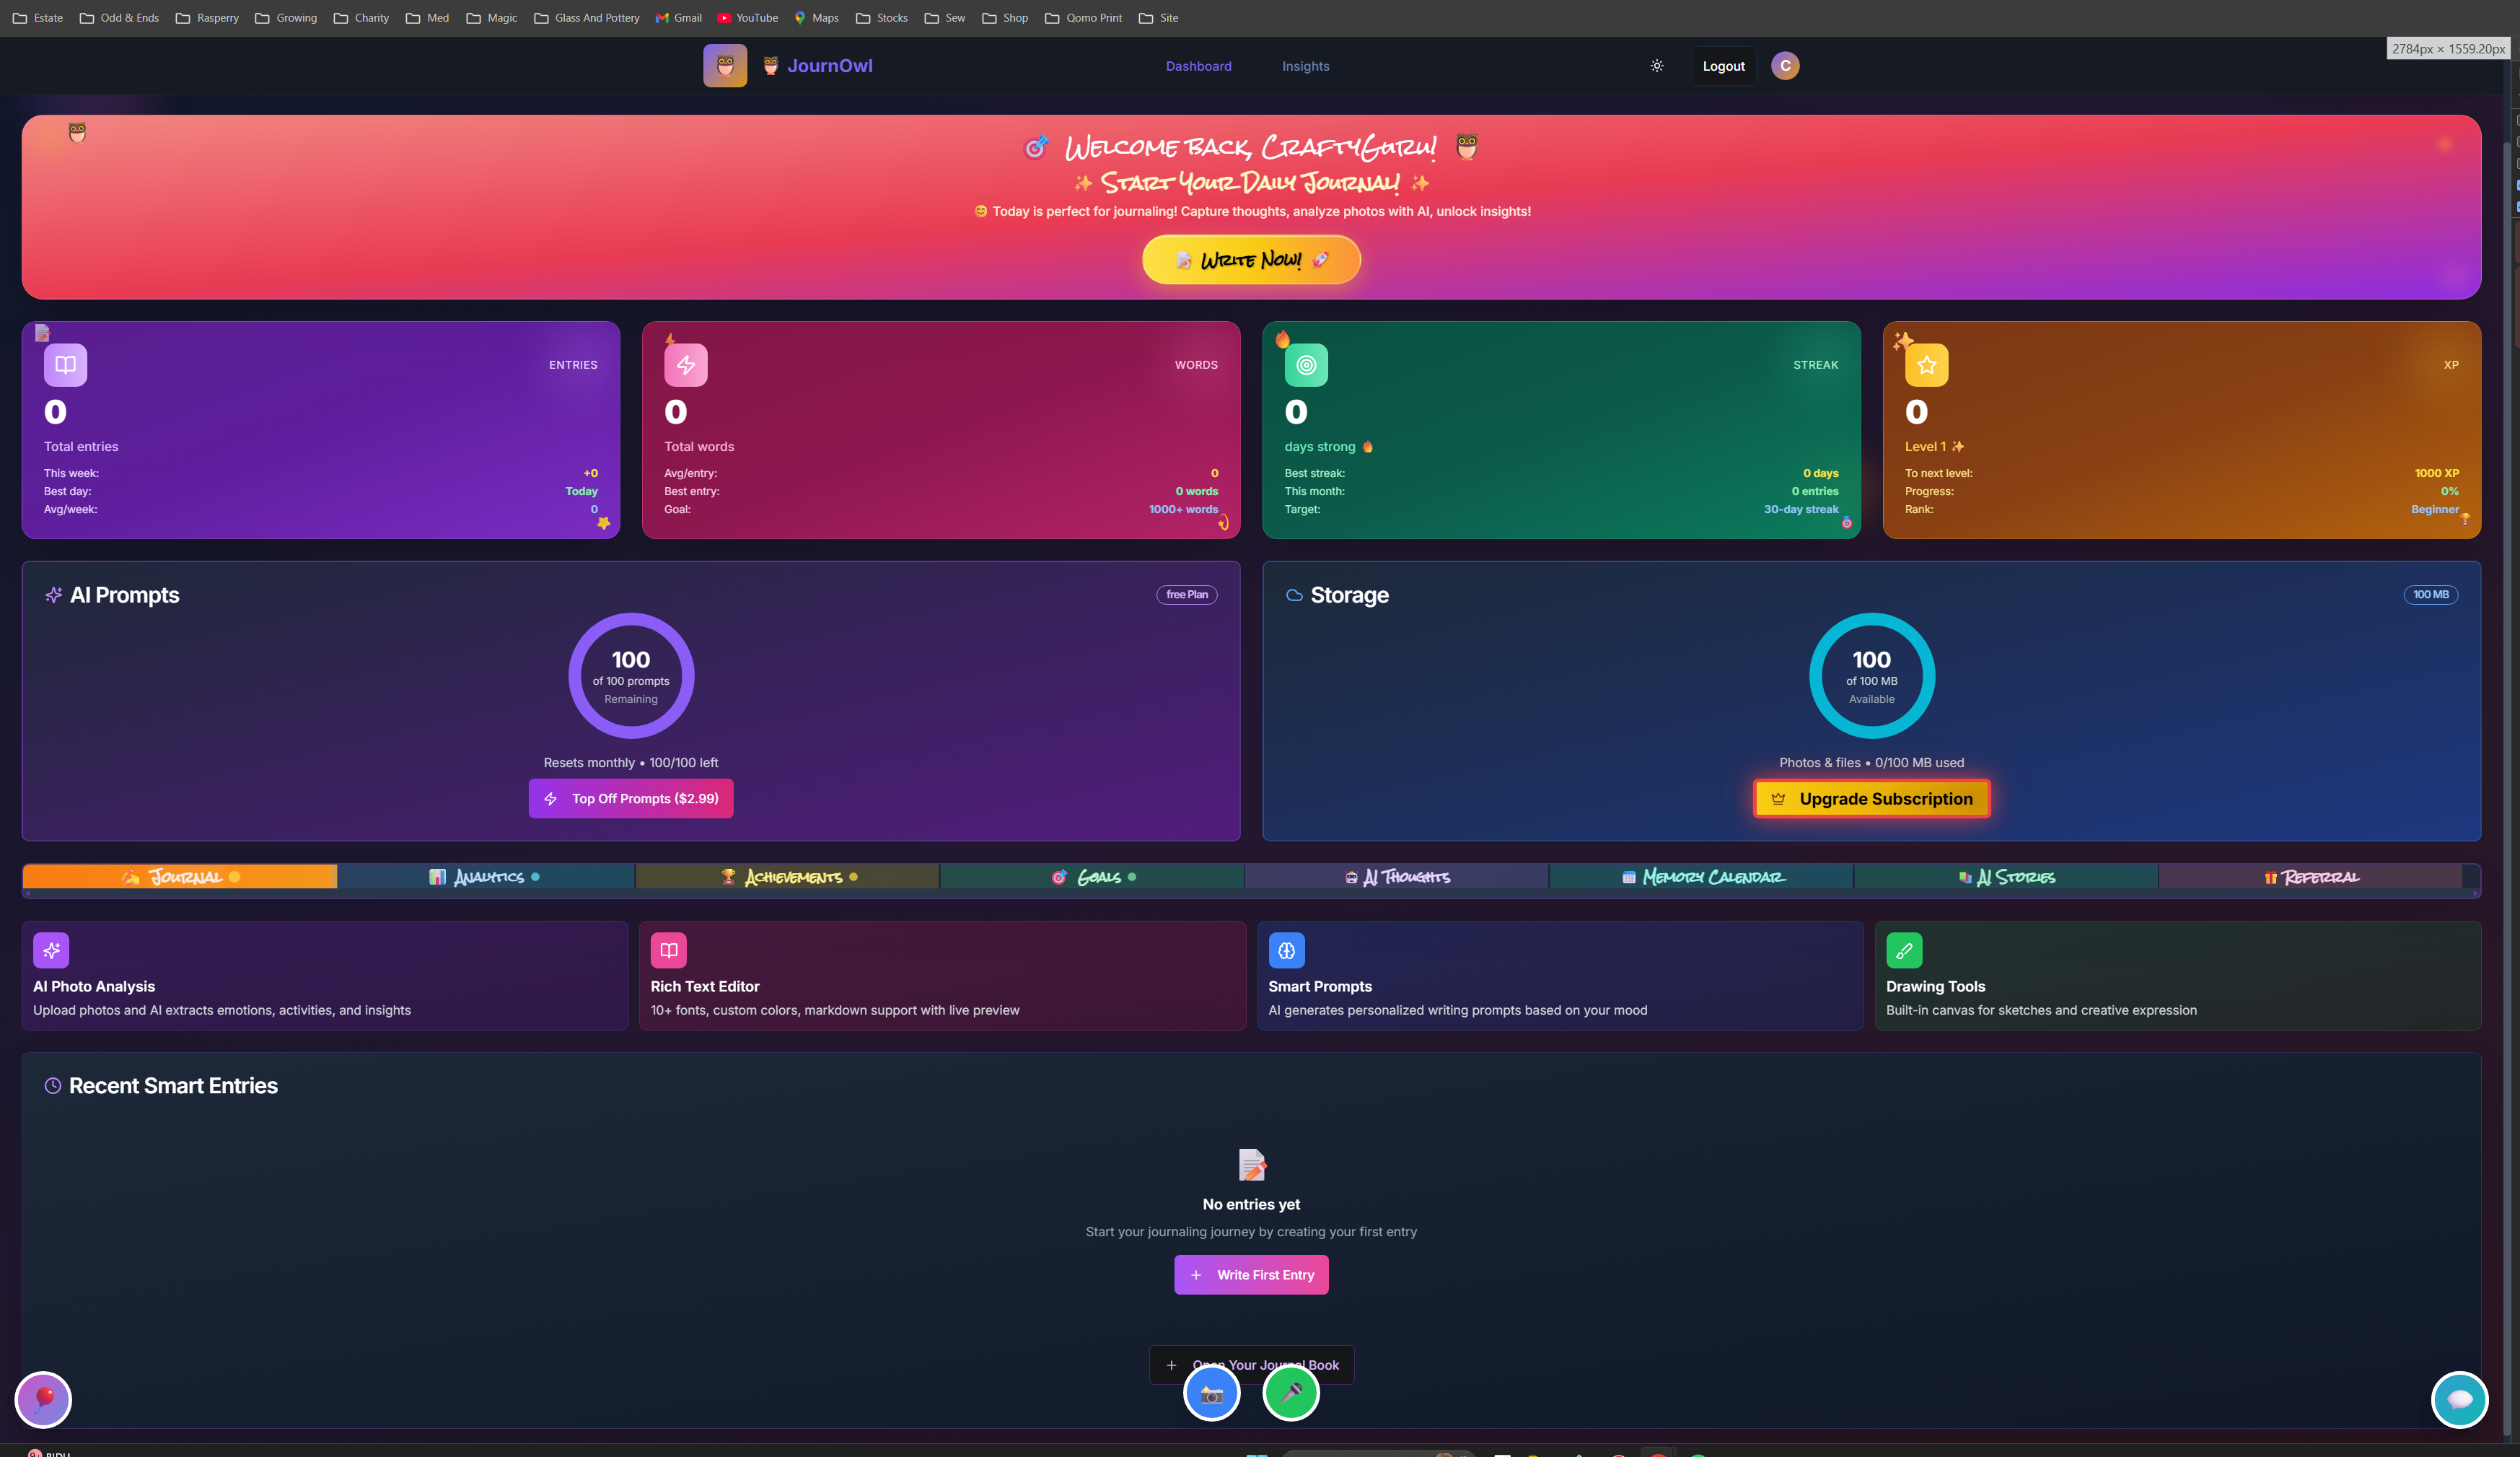 Estate Odd & Ends Rasperry Growing Charity Med Magic Glass And Pottery Gmail YouTube Maps Stocks Sew Shop Qomo Print Site
2784px × 1559.20px
JournOwl Dashboard Insights Logout C
Welcome back, CraftyGuru!
Start Your Daily Journal!
Today is perfect for journaling! Capture thoughts, analyze photos with AI, unlock insights!
Write Now!
ENTRIES
0
Total entries
This week: +0
Best day: Today
Avg/week: 0
WORDS
0
Total words
Avg/entry: 0
Best entry: 0 words
Goal: 1000+ words
STREAK
0
days strong
Best streak: 0 days
This month: 0 entries
Target: 30-day streak
XP
0
Level 1
To next level: 1000 XP
Progress: 0%
Rank: Beginner
AI Prompts free Plan
100
of 100 prompts
Remaining
Resets monthly • 100/100 left
Top Off Prompts ($2.99)
Storage 100 MB
100
of 100 MB
Available
Photos & files • 0/100 MB used
Upgrade Subscription
Journal Analytics Achievements Goals AI Thoughts Memory Calendar AI Stories Referral
AI Photo Analysis
Upload photos and AI extracts emotions, activities, and insights
Rich Text Editor
10+ fonts, custom colors, markdown support with live preview
Smart Prompts
AI generates personalized writing prompts based on your mood
Drawing Tools
Built-in canvas for sketches and creative expression
Recent Smart Entries
No entries yet
Start your journaling journey by creating your first entry
Write First Entry
Open Your Journal Book